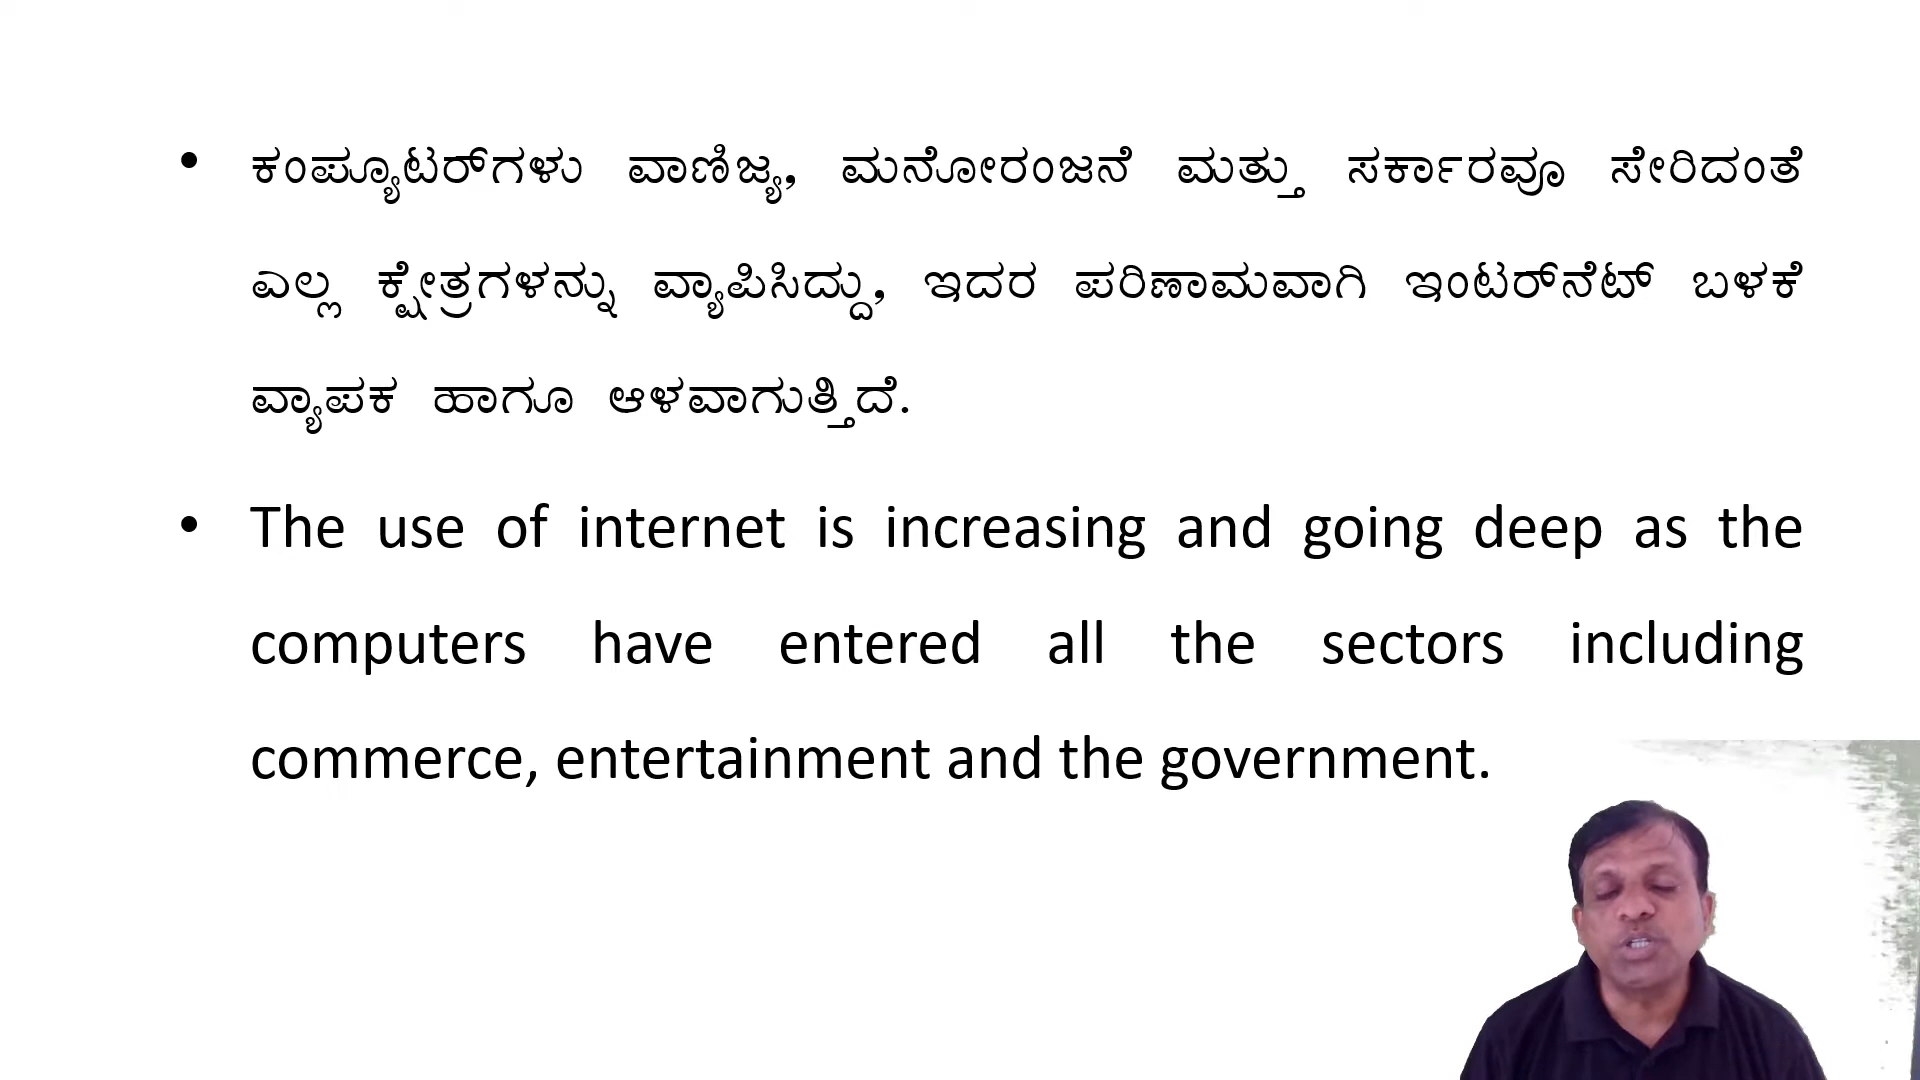 • ಕಂಪ್ಯೂಟರ್‌ಗಳು ವಾಣಿಜ್ಯ, ಮನೋರಂಜನೆ ಮತ್ತು ಸರ್ಕಾರವೂ ಸೇರಿದಂತೆ
ಎಲ್ಲ ಕ್ಷೇತ್ರಗಳನ್ನು ವ್ಯಾಪಿಸಿದ್ದು, ಇದರ ಪರಿಣಾಮವಾಗಿ ಇಂಟರ್‌ನೆಟ್ ಬಳಕೆ
ವ್ಯಾಪಕ ಹಾಗೂ ಆಳವಾಗುತ್ತಿದೆ.
• The use of internet is increasing and going deep as the
computers have entered all the sectors including
commerce, entertainment and the government.